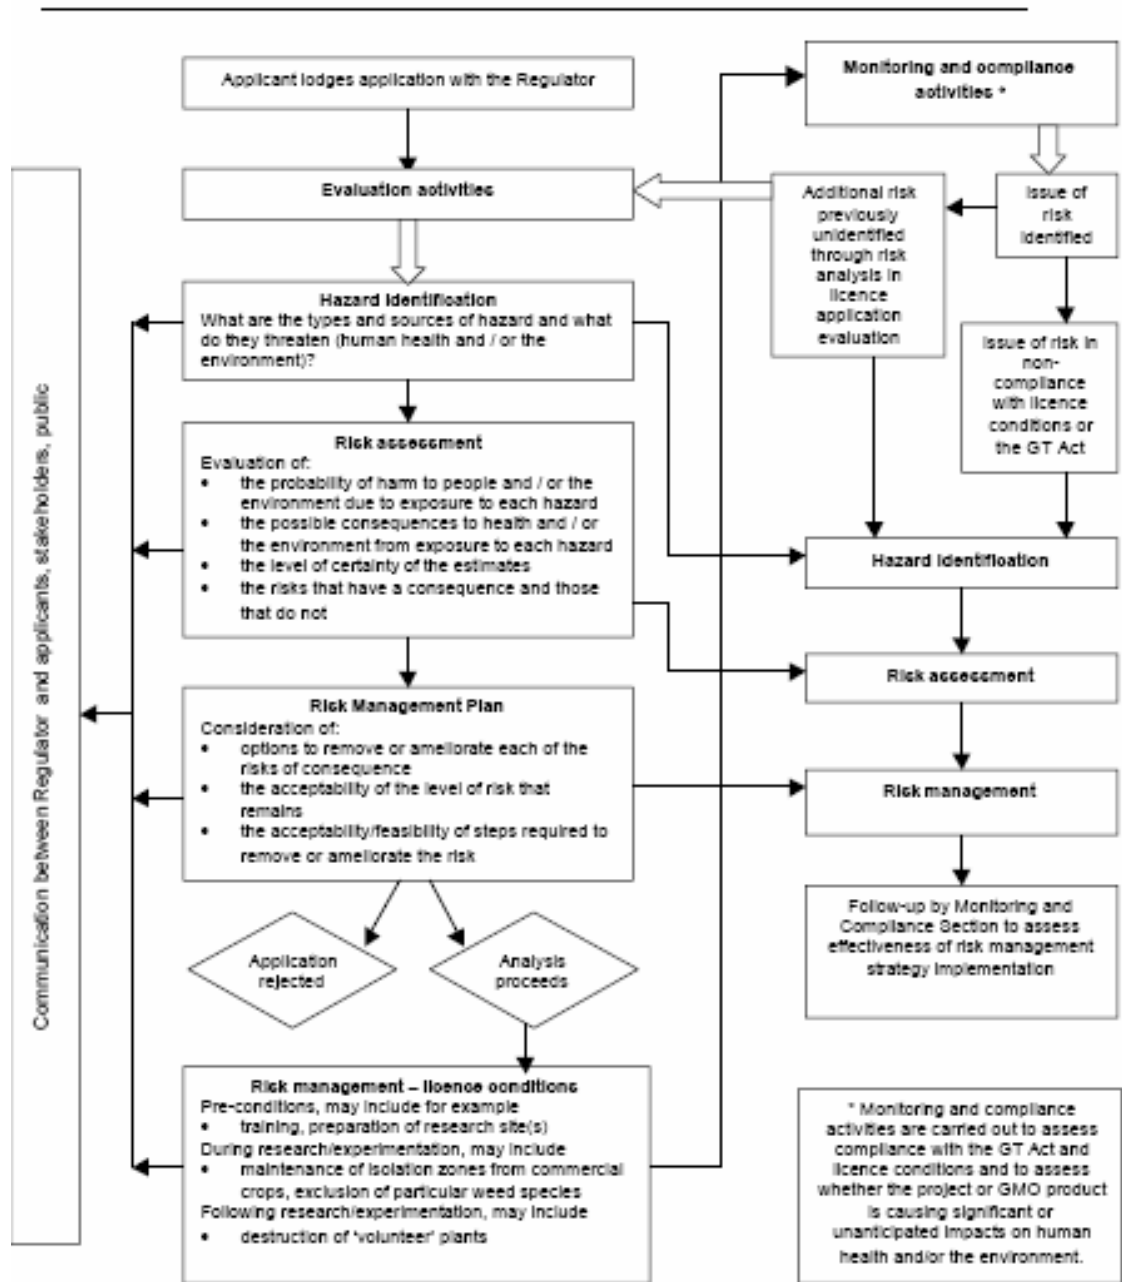 Applicant lodges application with the Regulator
Evaluation activities
Hazard Identification
What are the types and sources of hazard and what
do they threaten (human health and / or the
environment)?
Risk assessment
Evaluation of:
• the probability of harm to people and / or the
environment due to exposure to each hazard
• the possible consequences to health and / or
the environment from exposure to each hazard
• the level of certainty of the estimates
• the risks that have a consequence and those
that do not
Risk Management Plan
Consideration of:
• options to remove or ameliorate each of the
risks of consequence
• the acceptability of the level of risk that
remains
• the acceptability/feasibility of steps required to
remove or ameliorate the risk
Application
rejected
Analysis
proceeds
Risk management – licence conditions
Pre-conditions, may include for example
• training, preparation of research site(s)
During research/experimentation, may include
• maintenance of isolation zones from commercial
crops, exclusion of particular weed species
Following research/experimentation, may include
• destruction of 'volunteer' plants
Communication between Regulator and applicants, stakeholders, public
Monitoring and compliance
activities *
Issue of
risk
identified
Additional risk
previously
unidentified
through risk
analysis in
licence
application
evaluation
Issue of risk in
non-
compliance
with licence
conditions or
the GT Act
Hazard Identification
Risk assessment
Risk management
Follow-up by Monitoring and
Compliance Section to assess
effectiveness of risk management
strategy implementation
* Monitoring and compliance
activities are carried out to assess
compliance with the GT Act and
licence conditions and to assess
whether the project or GMO product
is causing significant or
unanticipated impacts on human
health and/or the environment.